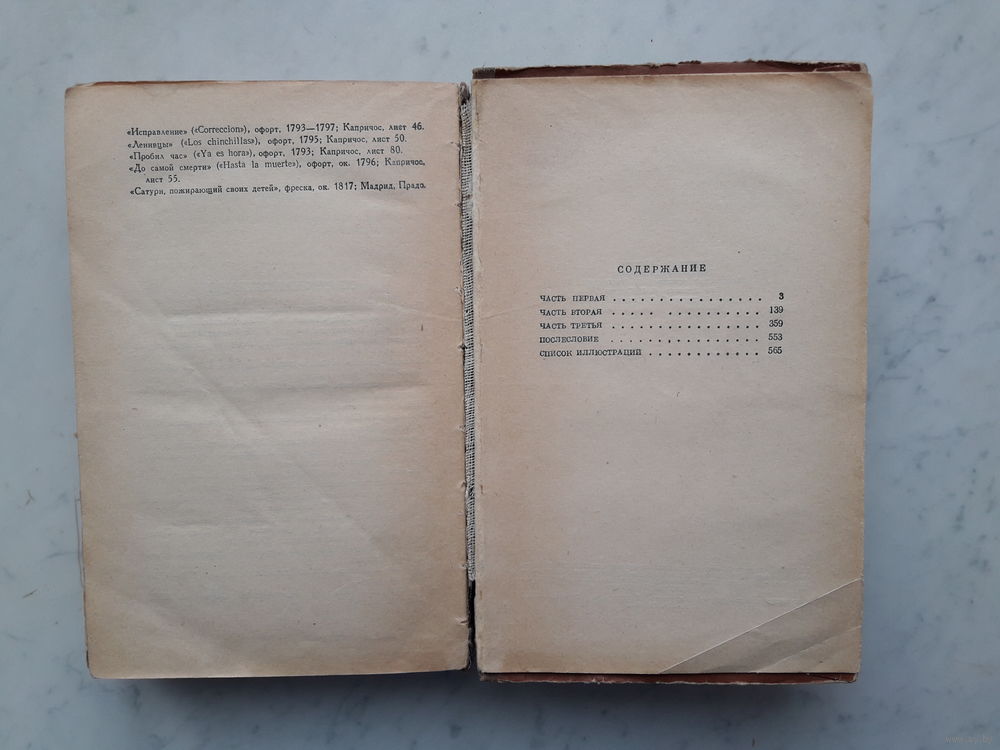 «Исправление» («Correccion»), офорт, 1793—1797; Капричос, лист 46.
«Ленивцы» («Los chinchillas»), офорт, 1795; Капричос, лист 50.
«Пробил час» («Ya es hora»), офорт, 1793; Капричос, лист 80.
«До самой смерти» («Hasta la muerte»), офорт, ок. 1796; Капричос,
лист 55.
«Сатурн, пожирающий своих детей», фреска, ок. 1817; Мадрид, Прадо.
СОДЕРЖАНИЕ
ЧАСТЬ ПЕРВАЯ . . . . . . . . . . . . . . . . 3
ЧАСТЬ ВТОРАЯ . . . . . . . . . . . . . . . 139
ЧАСТЬ ТРЕТЬЯ . . . . . . . . . . . . . . . . 359
ПОСЛЕСЛОВИЕ . . . . . . . . . . . . . . . . 553
СПИСОК ИЛЛЮСТРАЦИЙ . . . . . . . . . . . . 565